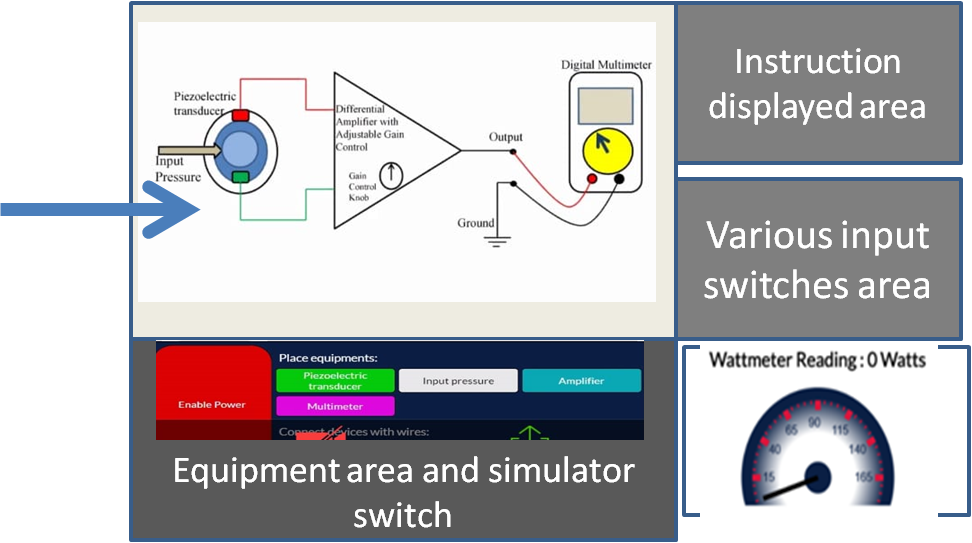 Digital Multimeter
Piezoelectric
transducer
Differential
Amplifier with
Adjustable Gain
Control
Output
Input
Pressure
Gain
Control
Knob
Ground
Instruction
displayed area
Various input
switches area
Place equipments:
Piezoelectric
transducer
Input pressure
Amplifier
Enable Power
Multimeter
Connect devices with wires:
Equipment area and simulator
switch
Wattmeter Reading : 0 Watts
15
40
65
90
115
140
165